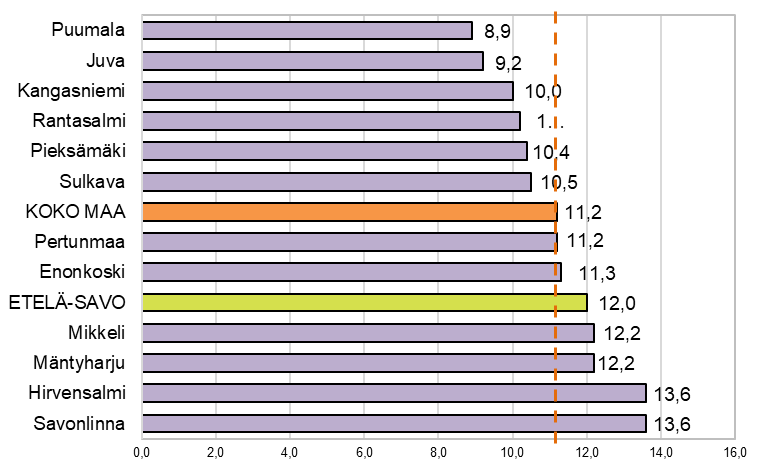 Puumala 8,9
Juva 9,2
Kangasniemi 10,0
Rantasalmi 1...
Pieksämäki 10,4
Sulkava 10,5
KOKO MAA 11,2
Pertunmaa 11,2
Enonkoski 11,3
ETELÄ-SAVO 12,0
Mikkeli 12,2
Mäntyharju 12,2
Hirvensalmi 13,6
Savonlinna 13,6
0,0 2,0 4,0 6,0 8,0 10,0 12,0 14,0 16,0